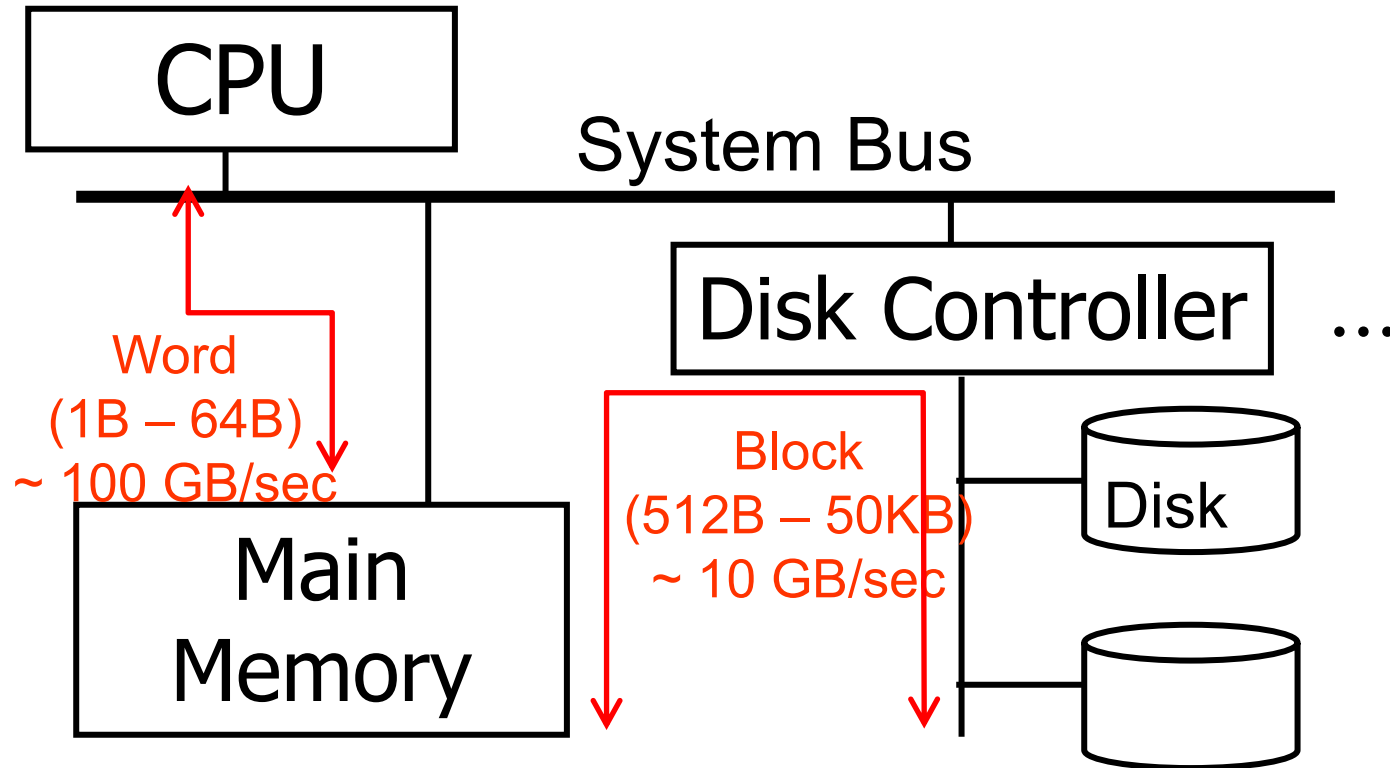 CPU
System Bus
Disk Controller
...
Word
(1B – 64B)
~ 100 GB/sec
Block
(512B – 50KB)
~ 10 GB/sec
Disk
Main
Memory